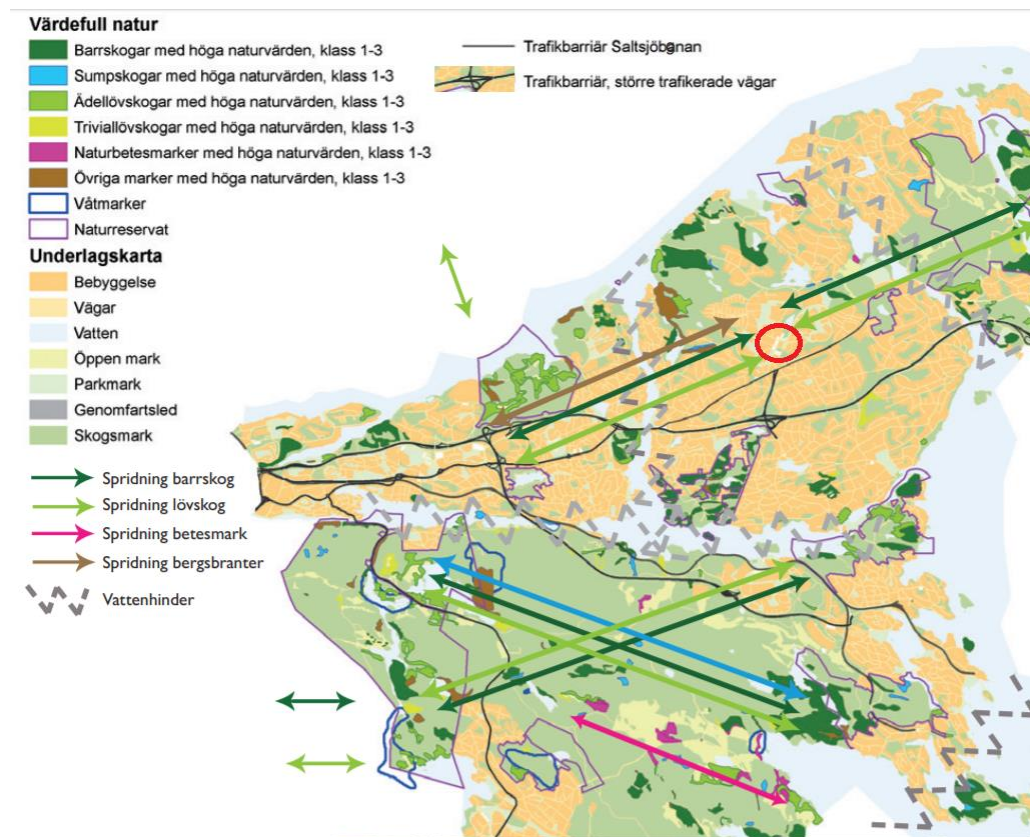 Värdefull natur
Barrskogar med höga naturvärden, klass 1-3
Sumpskogar med höga naturvärden, klass 1-3
Ädellövskogar med höga naturvärden, klass 1-3
Triviallövskogar med höga naturvärden, klass 1-3
Naturbetesmarker med höga naturvärden, klass 1-3
Övriga marker med höga naturvärden, klass 1-3
Våtmarker
Naturreservat
Underlagskarta
Bebyggelse
Vägar
Vatten
Öppen mark
Parkmark
Genomfartsled
Skogsmark
Spridning barrskog
Spridning lövskog
Spridning betesmark
Spridning bergsbranter
Vattenhinder
Trafikbarriär Saltsjöbanan
Trafikbarriär, större trafikerade vägar